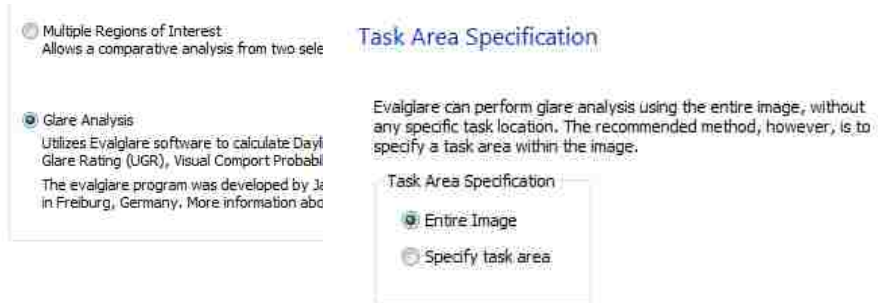 Multiple Regions of Interest
Allows a comparative analysis from two sele
Glare Analysis
Utilizes Evalglare software to calculate Dayli
Glare Rating (UGR), Visual Comport Probabil
The evalglare program was developed by Ja
in Freiburg, Germany. More information abo
Task Area Specification
Evalglare can perform glare analysis using the entire image, without
any specific task location. The recommended method, however, is to
specify a task area within the image.
Task Area Specification
Entire Image
Specify task area